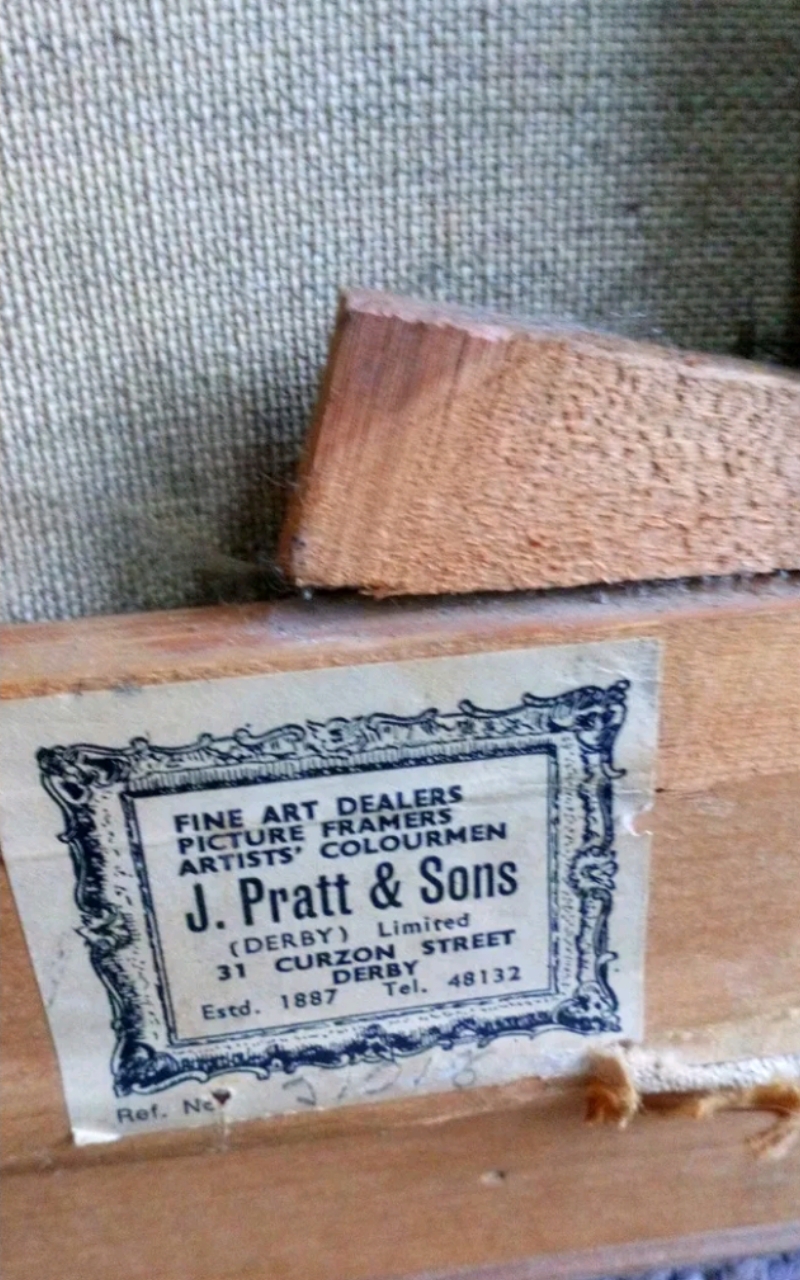 FINE ART DEALERS
PICTURE FRAMERS
ARTISTS' COLOURMEN
J. Pratt & Sons
(DERBY) Limited
31 CURZON STREET
DERBY
Estd. 1887 Tel. 48132
Ref. No